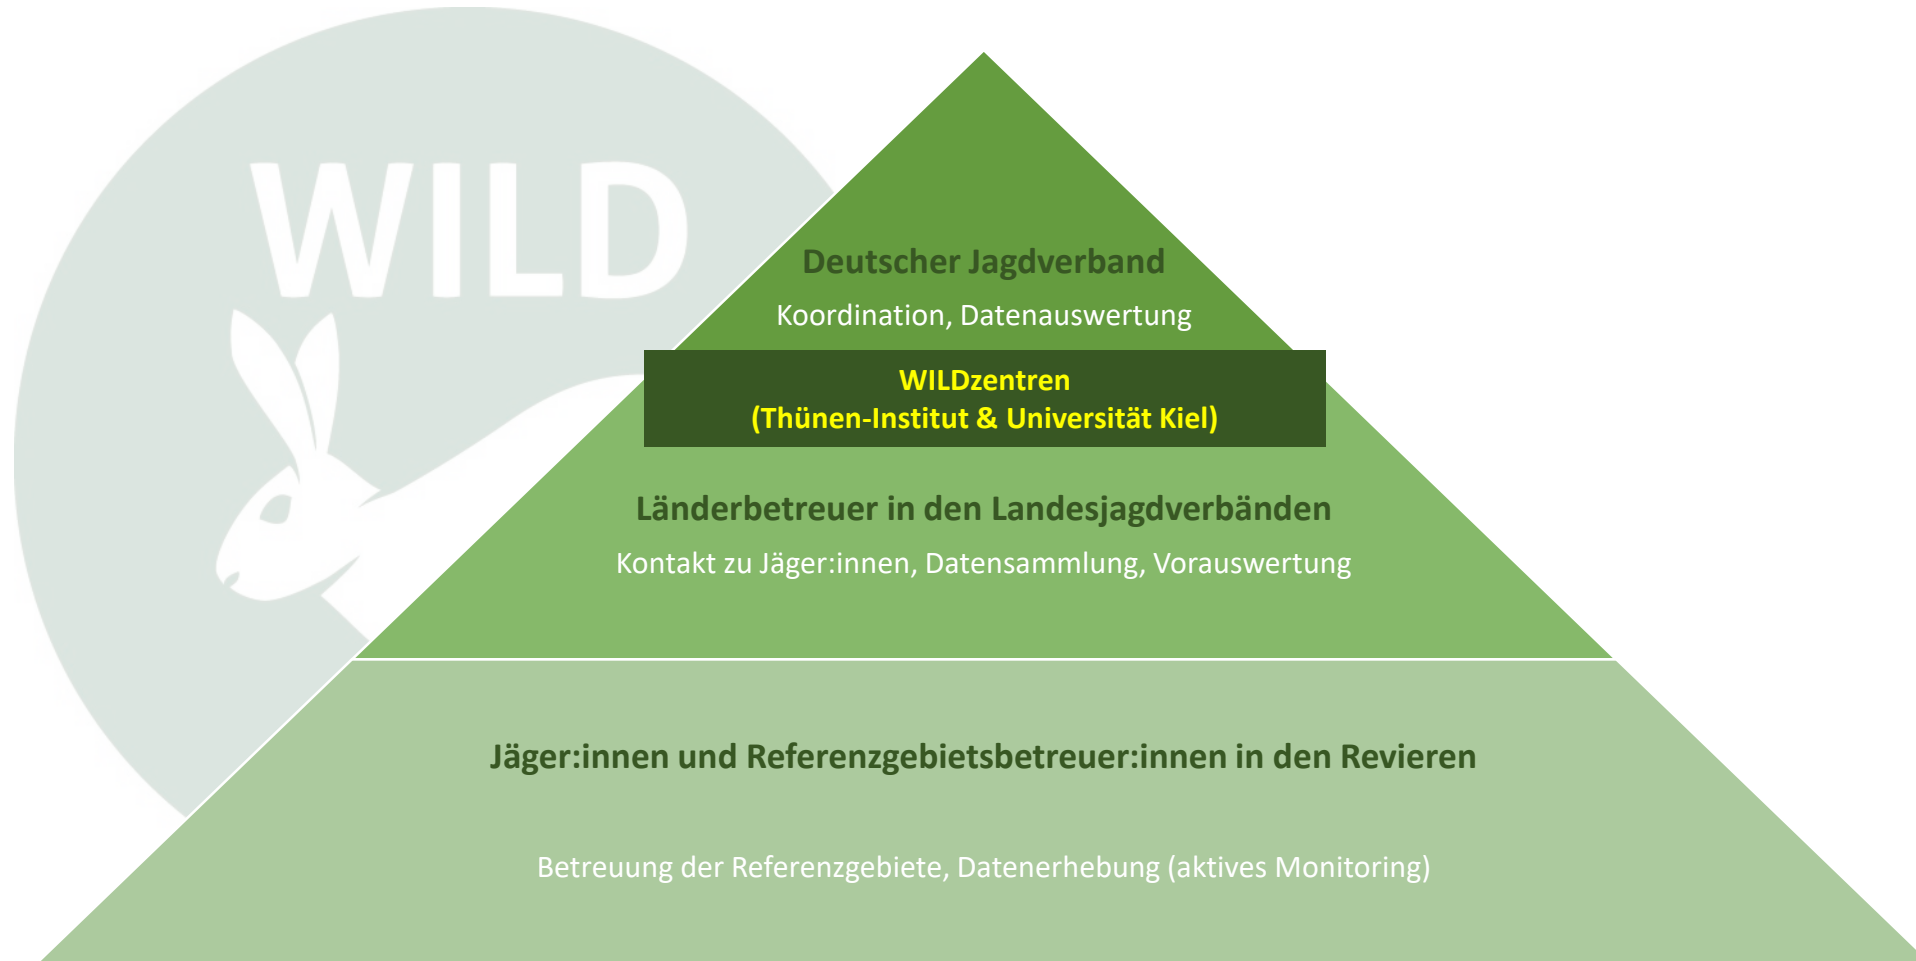 WILD
Deutscher Jagdverband
Koordination, Datenauswertung
WILDzentren
(Thünen-Institut & Universität Kiel)
Länderbetreuer in den Landesjagdverbänden
Kontakt zu Jäger:innen, Datensammlung, Vorauswertung
Jäger:innen und Referenzgebietsbetreuer:innen in den Revieren
Betreuung der Referenzgebiete, Datenerhebung (aktives Monitoring)